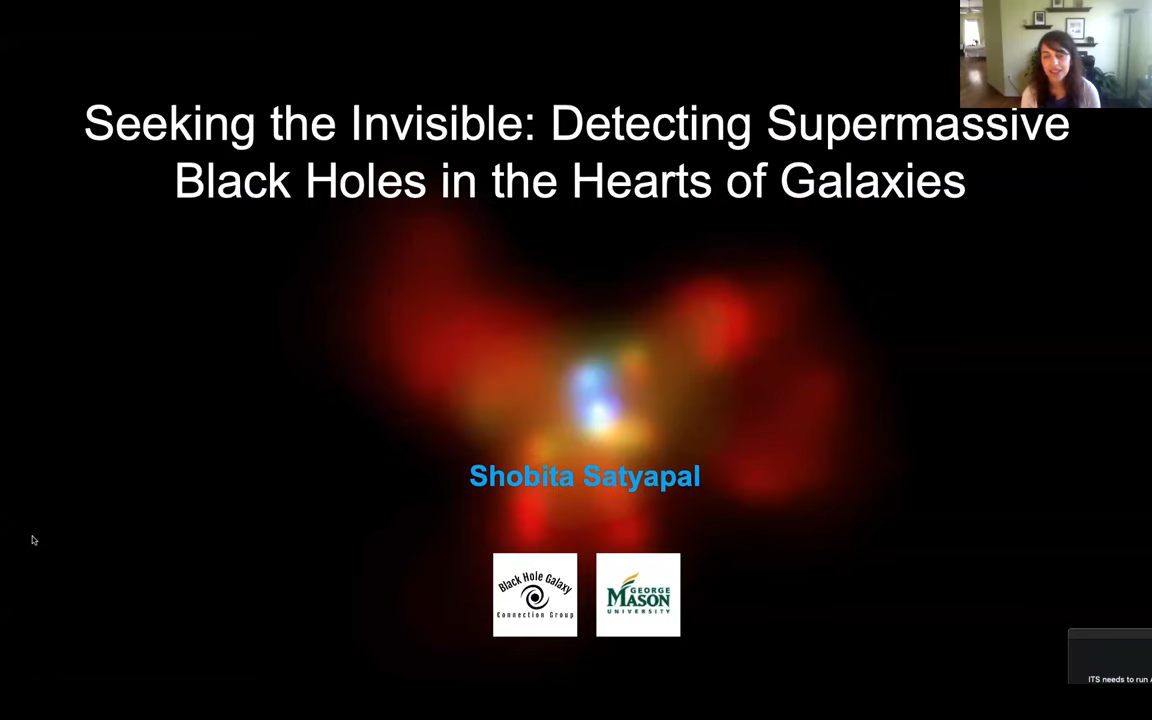 Seeking the Invisible: Detecting Supermassive
Black Holes in the Hearts of Galaxies
Shobita Satyapal
Black Hole Galaxy
Connection Group
GEORGE
MASON
UNIVERSITY
ITS needs to run